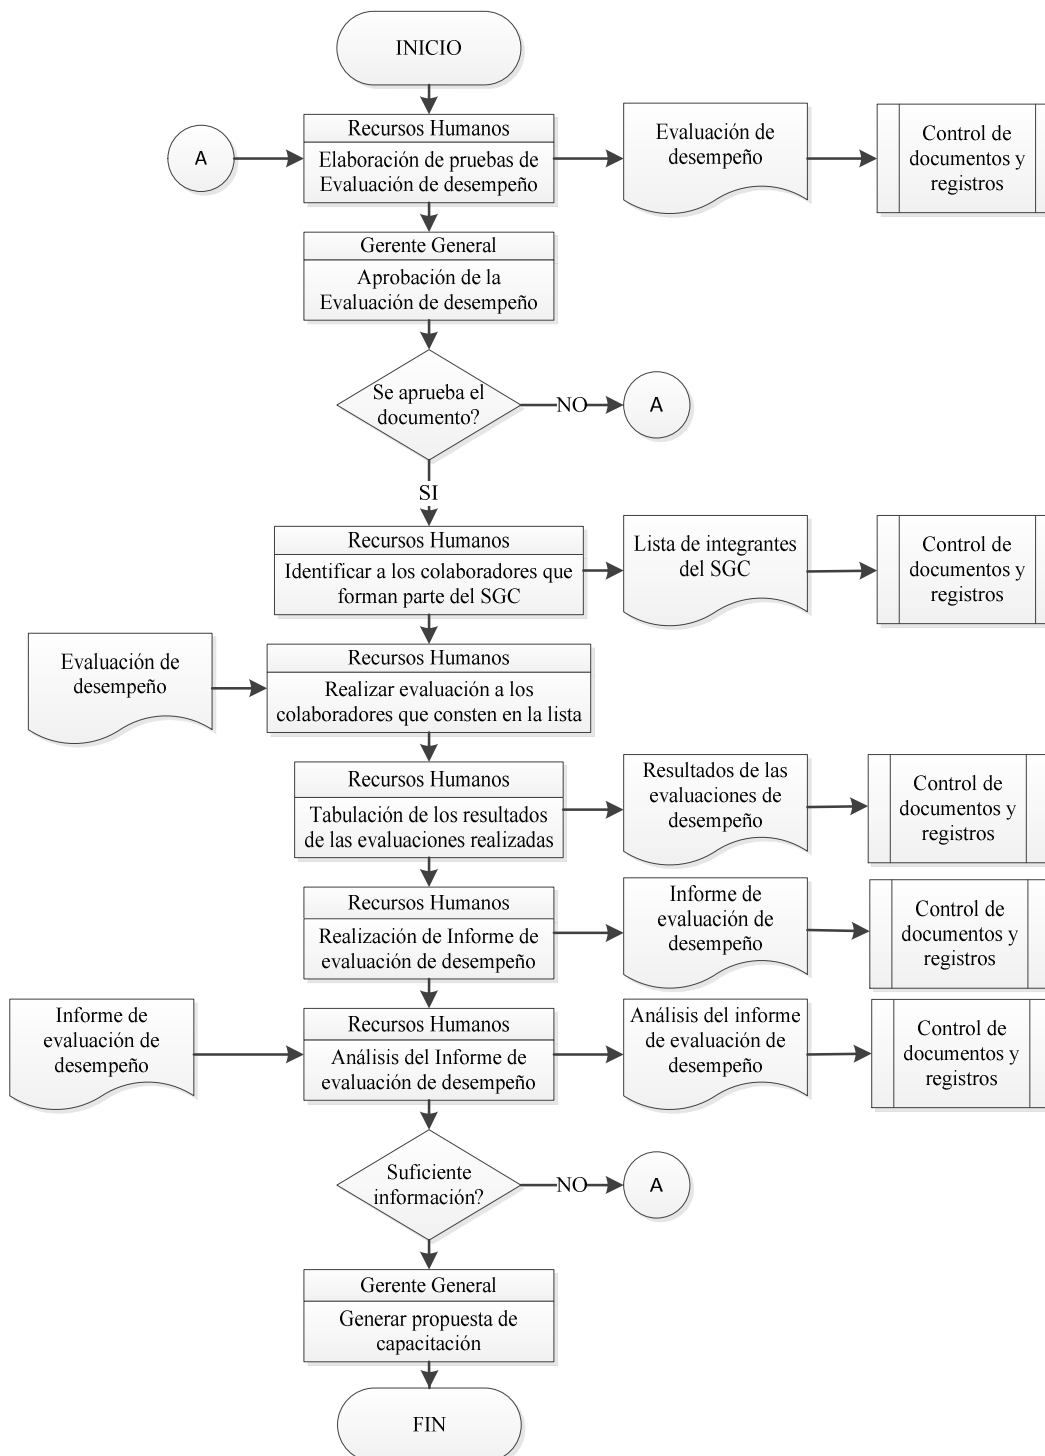 INICIO
A
Recursos Humanos
Elaboración de pruebas de
Evaluación de desempeño
Evaluación de
desempeño
Control de
documentos y
registros
Gerente General
Aprobación de la
Evaluación de desempeño
Se aprueba el
documento?
NO
A
SI
Recursos Humanos
Identificar a los colaboradores que
forman parte del SGC
Lista de integrantes
del SGC
Control de
documentos y
registros
Evaluación de
desempeño
Recursos Humanos
Realizar evaluación a los
colaboradores que consten en la lista
Recursos Humanos
Tabulación de los resultados
de las evaluaciones realizadas
Resultados de las
evaluaciones de
desempeño
Control de
documentos y
registros
Recursos Humanos
Realización de Informe de
evaluación de desempeño
Informe de
evaluación de
desempeño
Control de
documentos y
registros
Informe de
evaluación de
desempeño
Recursos Humanos
Análisis del Informe de
evaluación de desempeño
Análisis del informe
de evaluación de
desempeño
Control de
documentos y
registros
Suficiente
información?
NO
A
Gerente General
Generar propuesta de
capacitación
FIN